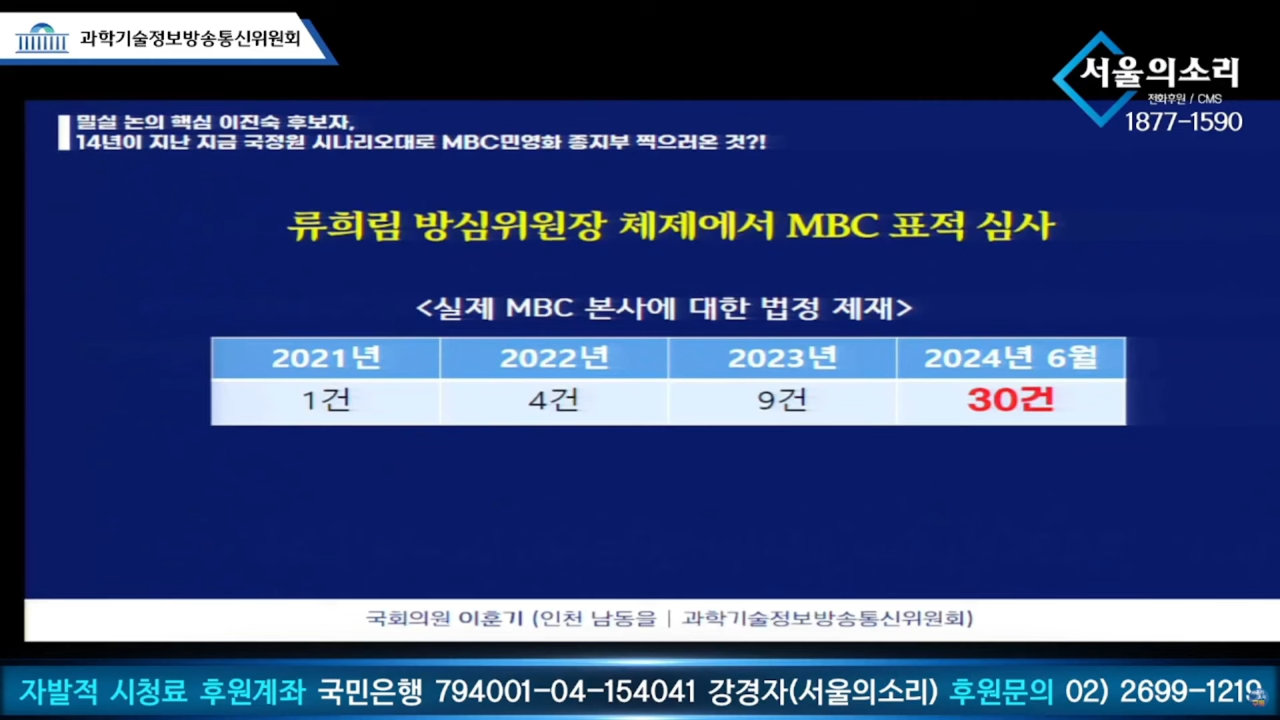 과학기술정보방송통신위원회
서울의소리
전화후원 / CMS
1877-1590
밀실 논의 핵심 이진숙 후보자,
14년이 지난 지금 국정원 시나리오대로 MBC민영화 종지부 찍으러온 것?!
류희림 방심위원장 체제에서 MBC 표적 심사
<실제 MBC 본사에 대한 법정 제재>
2021년 2022년 2023년 2024년 6월
1건 4건 9건 30건
국회의원 이훈기 (인천 남동을 | 과학기술정보방송통신위원회)
자발적 시청료 후원계좌 국민은행 794001-04-154041 강경자(서울의소리) 후원문의 02) 2699-1219